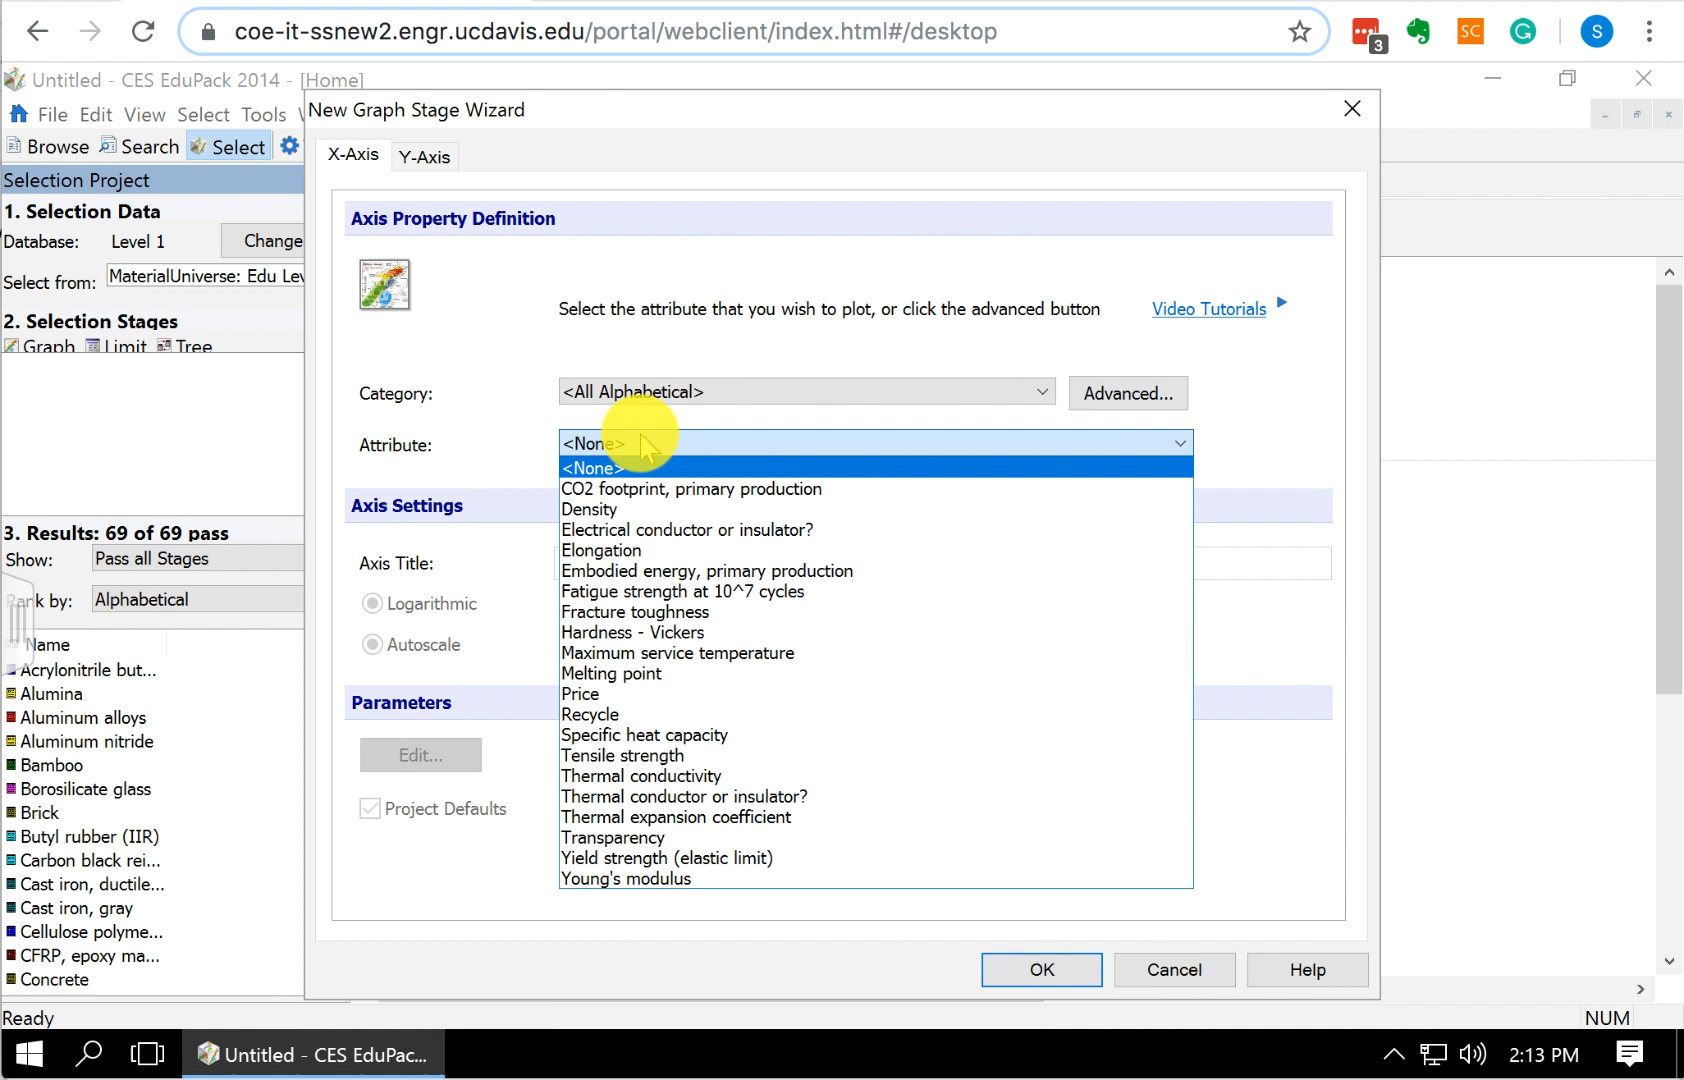 coe-it-ssnew2.engr.ucdavis.edu/portal/webclient/index.html#/desktop
3
SC
G
S
Untitled - CES EduPack 2014 - [Home]
File Edit View Select Tools
New Graph Stage Wizard
Browse Search Select
X-Axis Y-Axis
Selection Project
1. Selection Data
Database: Level 1 Change
Select from: MaterialUniverse: Edu Lev
2. Selection Stages
Graph Limit Tree
Axis Property Definition
Select the attribute that you wish to plot, or click the advanced button
Video Tutorials
Category: <All Alphabetical> Advanced...
Attribute: <None>
<None>
CO2 footprint, primary production
Density
Electrical conductor or insulator?
Elongation
Embodied energy, primary production
Fatigue strength at 10^7 cycles
Fracture toughness
Hardness - Vickers
Maximum service temperature
Melting point
Price
Recycle
Specific heat capacity
Tensile strength
Thermal conductivity
Thermal conductor or insulator?
Thermal expansion coefficient
Transparency
Yield strength (elastic limit)
Young's modulus
Axis Settings
Axis Title:
Logarithmic
Autoscale
Parameters
Edit...
Project Defaults
OK Cancel Help
3. Results: 69 of 69 pass
Show: Pass all Stages
by: Alphabetical
Name
Acrylonitrile but...
Alumina
Aluminum alloys
Aluminum nitride
Bamboo
Borosilicate glass
Brick
Butyl rubber (IIR)
Carbon black rei...
Cast iron, ductile...
Cast iron, gray
Cellulose polyme...
CFRP, epoxy ma...
Concrete
Ready NUM
Untitled - CES EduPac...
2:13 PM